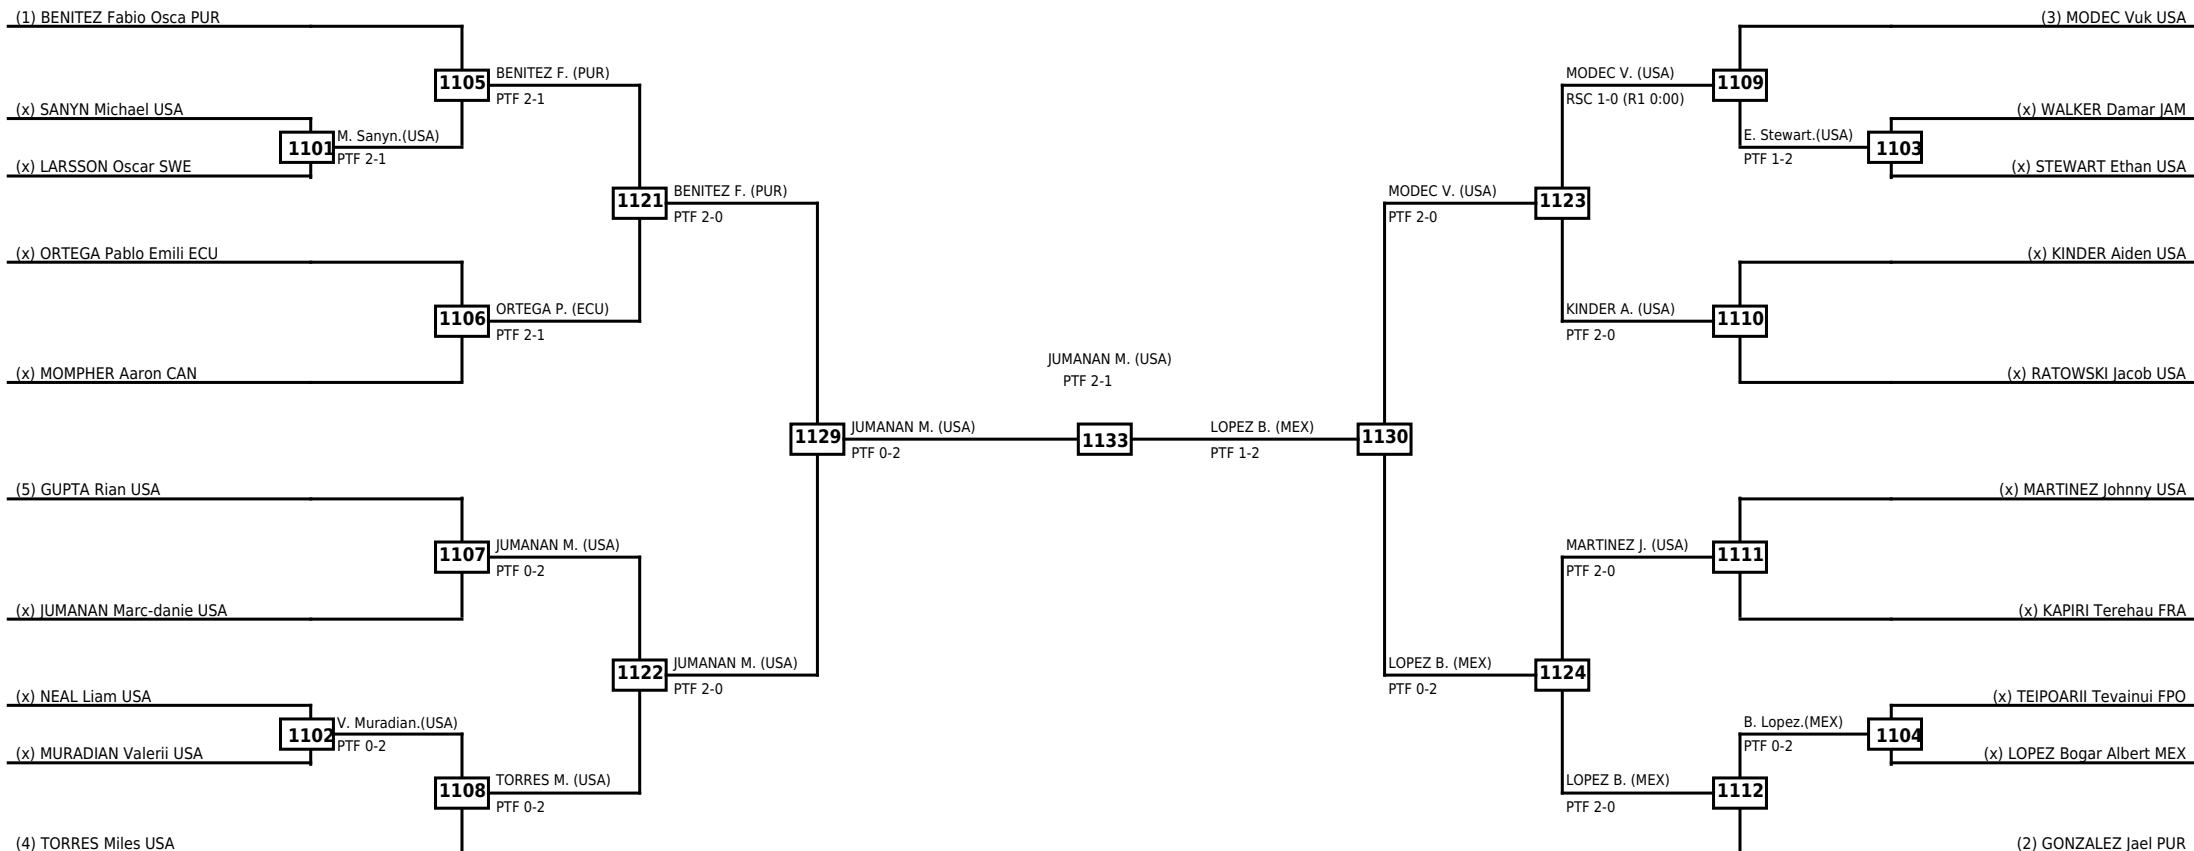 (1) BENITEZ Fabio Osca PUR
(3) MODEC Vuk USA
1105
BENITEZ F. (PUR)
PTF 2-1
MODEC V. (USA)
RSC 1-0 (R1 0:00)
1109
(x) SANYN Michael USA
(x) WALKER Damar JAM
1101
M. Sanyn.(USA)
PTF 2-1
E. Stewart.(USA)
PTF 1-2
1103
(x) LARSSON Oscar SWE
(x) STEWART Ethan USA
1121
BENITEZ F. (PUR)
PTF 2-0
MODEC V. (USA)
PTF 2-0
1123
(x) ORTEGA Pablo Emili ECU
(x) KINDER Aiden USA
1106
ORTEGA P. (ECU)
PTF 2-1
KINDER A. (USA)
PTF 2-0
1110
JUMANAN M. (USA)
PTF 2-1
(x) MOMPHER Aaron CAN
(x) RATOWSKI Jacob USA
1129
JUMANAN M. (USA)
PTF 0-2
1133
LOPEZ B. (MEX)
PTF 1-2
1130
(5) GUPTA Rian USA
(x) MARTINEZ Johnny USA
1107
JUMANAN M. (USA)
PTF 0-2
MARTINEZ J. (USA)
PTF 2-0
1111
(x) JUMANAN Marc-danie USA
(x) KAPIRI Terehau FRA
1122
JUMANAN M. (USA)
PTF 2-0
LOPEZ B. (MEX)
PTF 0-2
1124
(x) NEAL Liam USA
(x) TEIPOARII Tevainui FPO
1102
V. Muradian.(USA)
PTF 0-2
B. Lopez.(MEX)
PTF 0-2
1104
(x) MURADIAN Valerii USA
(x) LOPEZ Bogar Albert MEX
1108
TORRES M. (USA)
PTF 0-2
LOPEZ B. (MEX)
PTF 2-0
1112
(4) TORRES Miles USA
(2) GONZALEZ Jael PUR